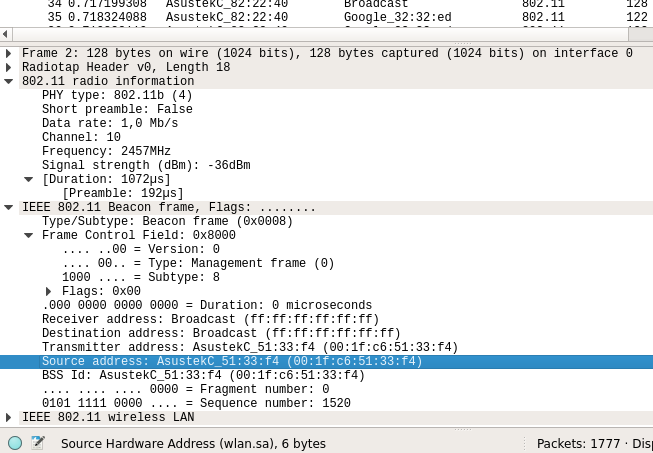 34 0.717199308 AsustekC_82:22:40 Broadcast 802.11 128
35 0.718324088 AsustekC_82:22:40 Google_32:32:ed 802.11 122
Frame 2: 128 bytes on wire (1024 bits), 128 bytes captured (1024 bits) on interface 0
Radiotap Header v0, Length 18
802.11 radio information
PHY type: 802.11b (4)
Short preamble: False
Data rate: 1,0 Mb/s
Channel: 10
Frequency: 2457MHz
Signal strength (dBm): -36dBm
[Duration: 1072µs]
[Preamble: 192µs]
IEEE 802.11 Beacon frame, Flags: ........
Type/Subtype: Beacon frame (0x0008)
Frame Control Field: 0x8000
.... ..00 = Version: 0
.... 00.. = Type: Management frame (0)
1000 .... = Subtype: 8
Flags: 0x00
.000 0000 0000 0000 = Duration: 0 microseconds
Receiver address: Broadcast (ff:ff:ff:ff:ff:ff)
Destination address: Broadcast (ff:ff:ff:ff:ff:ff)
Transmitter address: AsustekC_51:33:f4 (00:1f:c6:51:33:f4)
Source address: AsustekC_51:33:f4 (00:1f:c6:51:33:f4)
BSS Id: AsustekC_51:33:f4 (00:1f:c6:51:33:f4)
.... .... .... 0000 = Fragment number: 0
0101 1111 0000 .... = Sequence number: 1520
IEEE 802.11 wireless LAN
Source Hardware Address (wlan.sa), 6 bytes Packets: 1777 · Disp